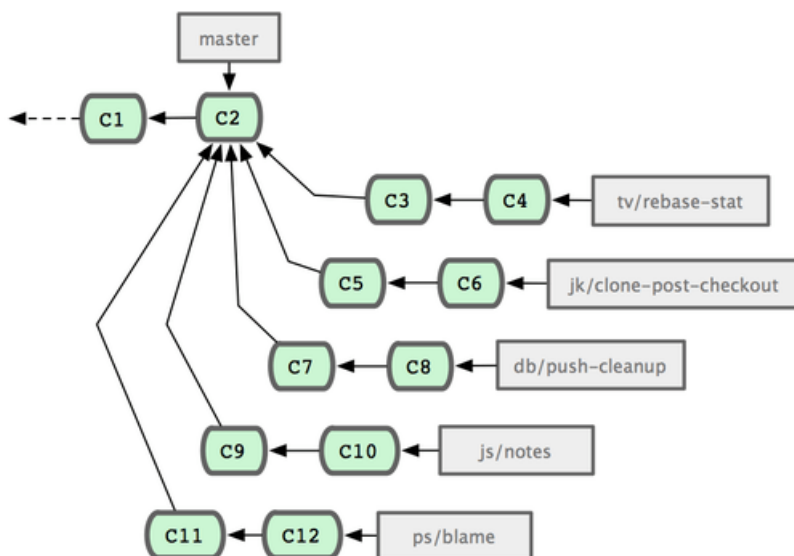 master
C1 C2
C3 C4 tv/rebase-stat
C5 C6 jk/clone-post-checkout
C7 C8 db/push-cleanup
C9 C10 js/notes
C11 C12 ps/blame